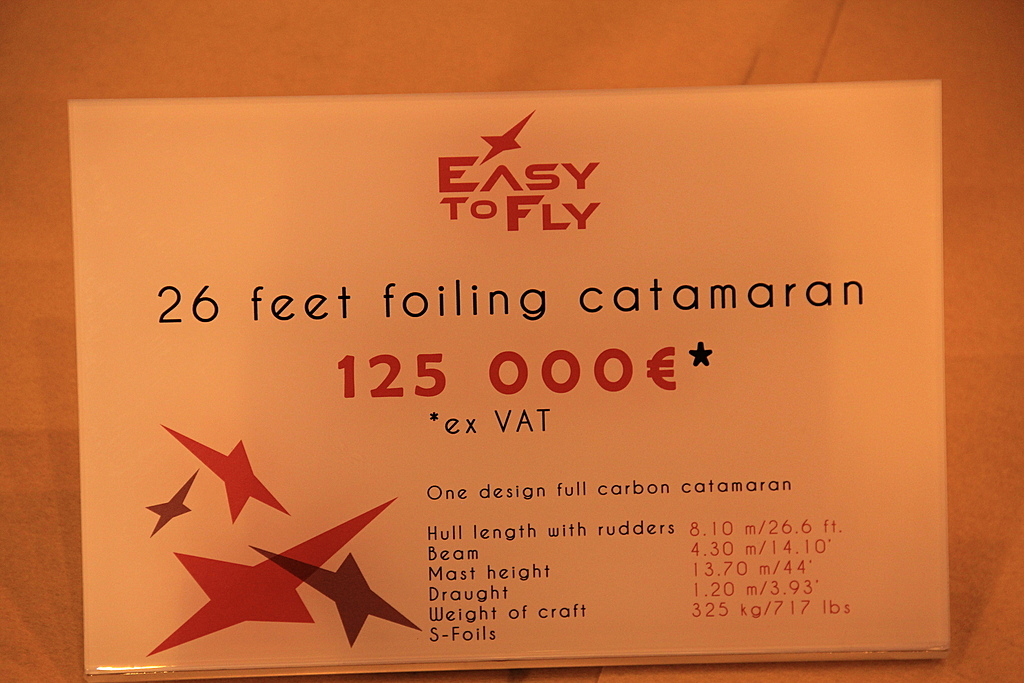 EASY
TO FLY
26 feet foiling catamaran
125 000€*
*ex VAT
One design full carbon catamaran
Hull length with rudders 8.10 m/26.6 ft.
Beam 4.30 m/14.10'
Mast height 13.70 m/44'
Draught 1.20 m/3.93'
Weight of craft 325 kg/717 lbs
S-Foils